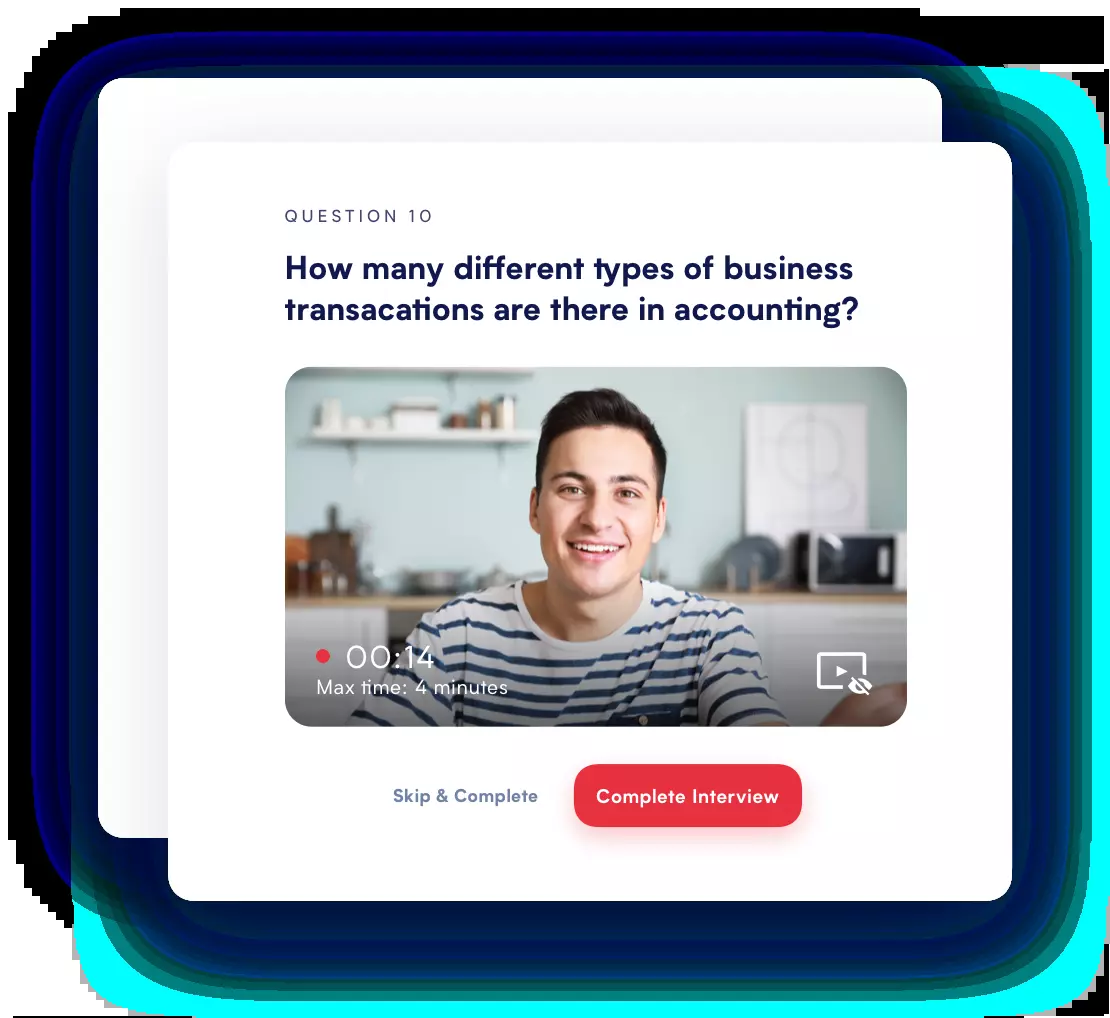 QUESTION 10
How many different types of business
transacations are there in accounting?
00:14
Max time: 4 minutes
Skip & Complete
Complete Interview